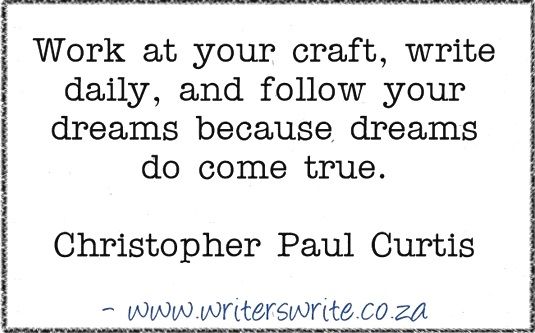 Work at your craft, write
daily, and follow your
dreams because dreams
do come true.
Christopher Paul Curtis
- www.writerswrite.co.za